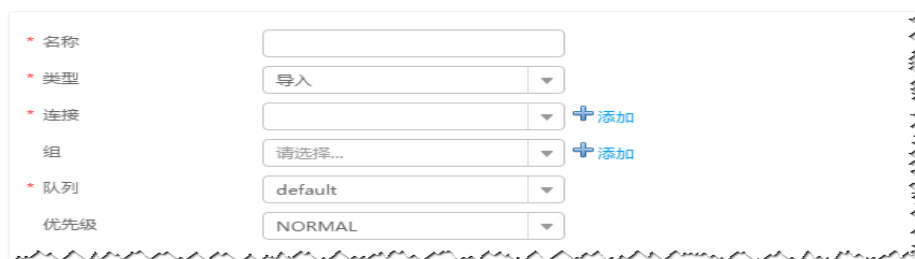 * 名称
* 类型 导入
* 连接 添加
组 请选择... 添加
* 队列 default
优先级 NORMAL